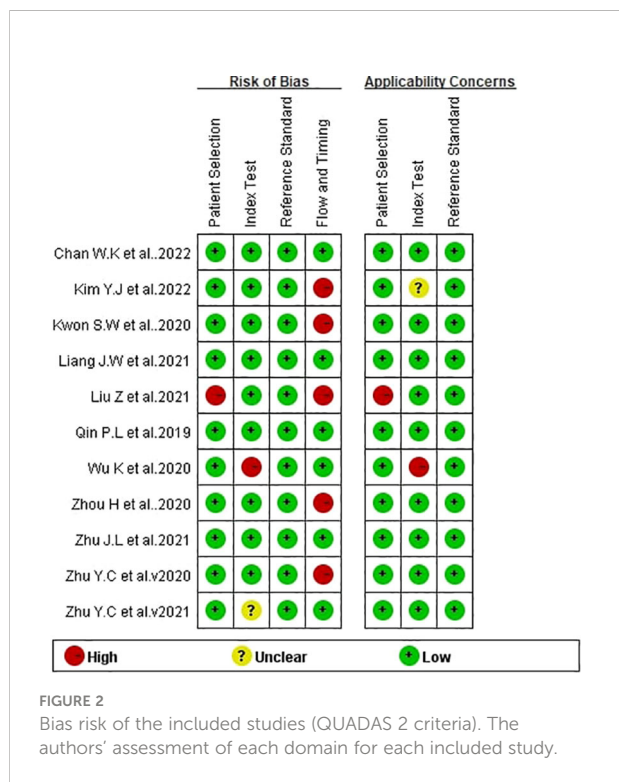 Risk of Bias
Applicability Concerns
Patient Selection
Index Test
Reference Standard
Flow and Timing
Patient Selection
Index Test
Reference Standard
Chan W.K et al..2022
+ + + + + + +
Kim Y.J et al.2022
+ + + - + ? +
Kwon S.W et al..2020
+ + + - + + +
Liang J.W et al.2021
+ + + + + + +
Liu Z et al.2021
- + + - - + +
Qin P.L et al.2019
+ + + + + + +
Wu K et al.2020
+ - + + + - +
Zhou H et al..2020
+ + + - + + +
Zhu J.L et al.2021
+ + + + + + +
Zhu Y.C et al.v2020
+ + + - + + +
Zhu Y.C et al.v2021
+ ? + + + + +
- High ? Unclear + Low
FIGURE 2
Bias risk of the included studies (QUADAS 2 criteria). The
authors’ assessment of each domain for each included study.